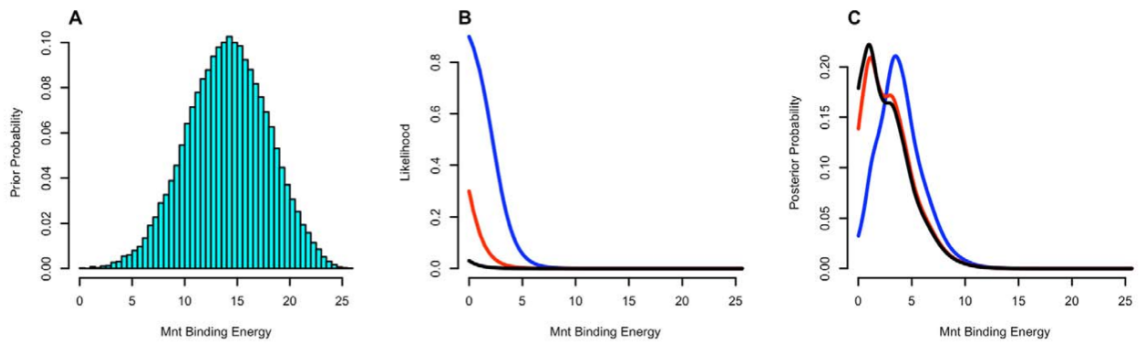 A
Prior Probability
0.10
0.08
0.06
0.04
0.02
0.00
0 5 10 15 20 25
Mnt Binding Energy
B
Likelihood
0.8
0.6
0.4
0.2
0.0
0 5 10 15 20 25
Mnt Binding Energy
C
Posterior Probability
0.20
0.15
0.10
0.05
0.00
0 5 10 15 20 25
Mnt Binding Energy